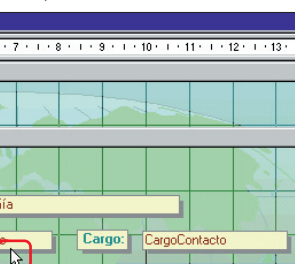 · 7 · ı · 8 · ı · 9 · ı · 10 · ı · 11 · ı · 12 · ı · 13 ·
ía
Cargo: CargoContacto